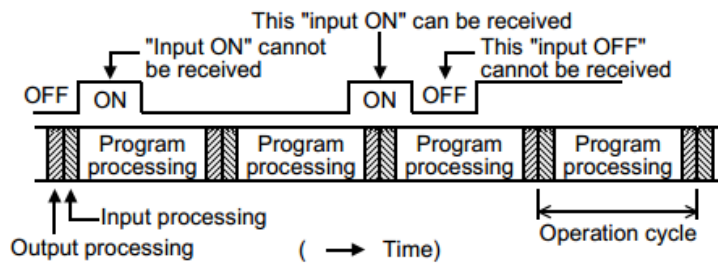 This "input ON" can be received
"Input ON" cannot
be received
This "input OFF"
cannot be received
OFF
ON
ON
OFF
Program
processing
Program
processing
Program
processing
Program
processing
Input processing
Output processing
( → Time)
Operation cycle